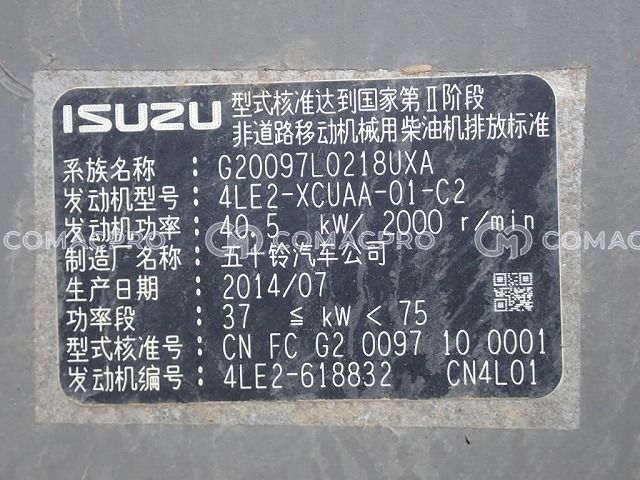 ISUZU 型式核准达到国家第Ⅱ阶段
非道路移动机械用柴油机排放标准
系族名称 : G20097L0218UXA
发动机型号 : 4LE2-XCUAA-01-C2
发动机功率 : 40.5 kW/ 2000 r/min
制造厂名称 : 五十铃汽车公司
生产日期 : 2014/07
功率段 : 37 ≦ kW < 75
型式核准号 : CN FC G2 0097 10 0001
发动机编号 : 4LE2-618832 CN4L01
COMACPRO COMACPRO COMACPRO